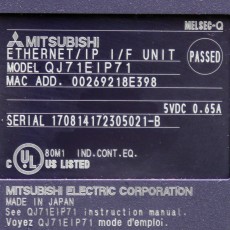 MELSEC-Q
MITSUBISHI
ETHERNET/IP I/F UNIT
PASSED
MODEL QJ71EIP71
MAC ADD. 00269218E398
5VDC 0.65A
SERIAL 170814172305021-B
c UL US LISTED
80M1 IND.CONT.EQ.
MITSUBISHI ELECTRIC CORPORATION
MADE IN JAPAN
See QJ71EIP71 instruction manual.
Voyez QJ71EIP71 mode d'emploi.